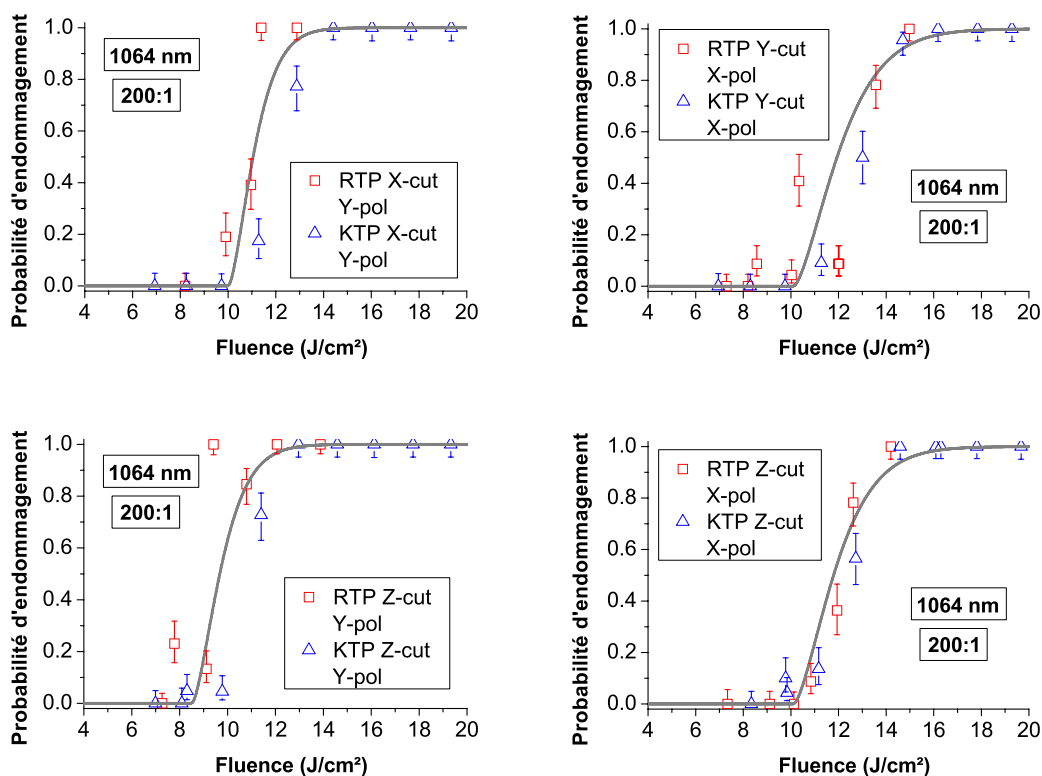 Probabilité d'endommagement
1.0
0.8
0.6
0.4
0.2
0.0
1064 nm
200:1
RTP X-cut
Y-pol
KTP X-cut
Y-pol
4 6 8 10 12 14 16 18 20
Fluence (J/cm²)
Probabilité d'endommagement
1.0
0.8
0.6
0.4
0.2
0.0
RTP Y-cut
X-pol
KTP Y-cut
X-pol
1064 nm
200:1
4 6 8 10 12 14 16 18 20
Fluence (J/cm²)
Probabilité d'endommagement
1.0
0.8
0.6
0.4
0.2
0.0
1064 nm
200:1
RTP Z-cut
Y-pol
KTP Z-cut
Y-pol
4 6 8 10 12 14 16 18 20
Fluence (J/cm²)
Probabilité d'endommagement
1.0
0.8
0.6
0.4
0.2
0.0
RTP Z-cut
X-pol
KTP Z-cut
X-pol
1064 nm
200:1
4 6 8 10 12 14 16 18 20
Fluence (J/cm²)